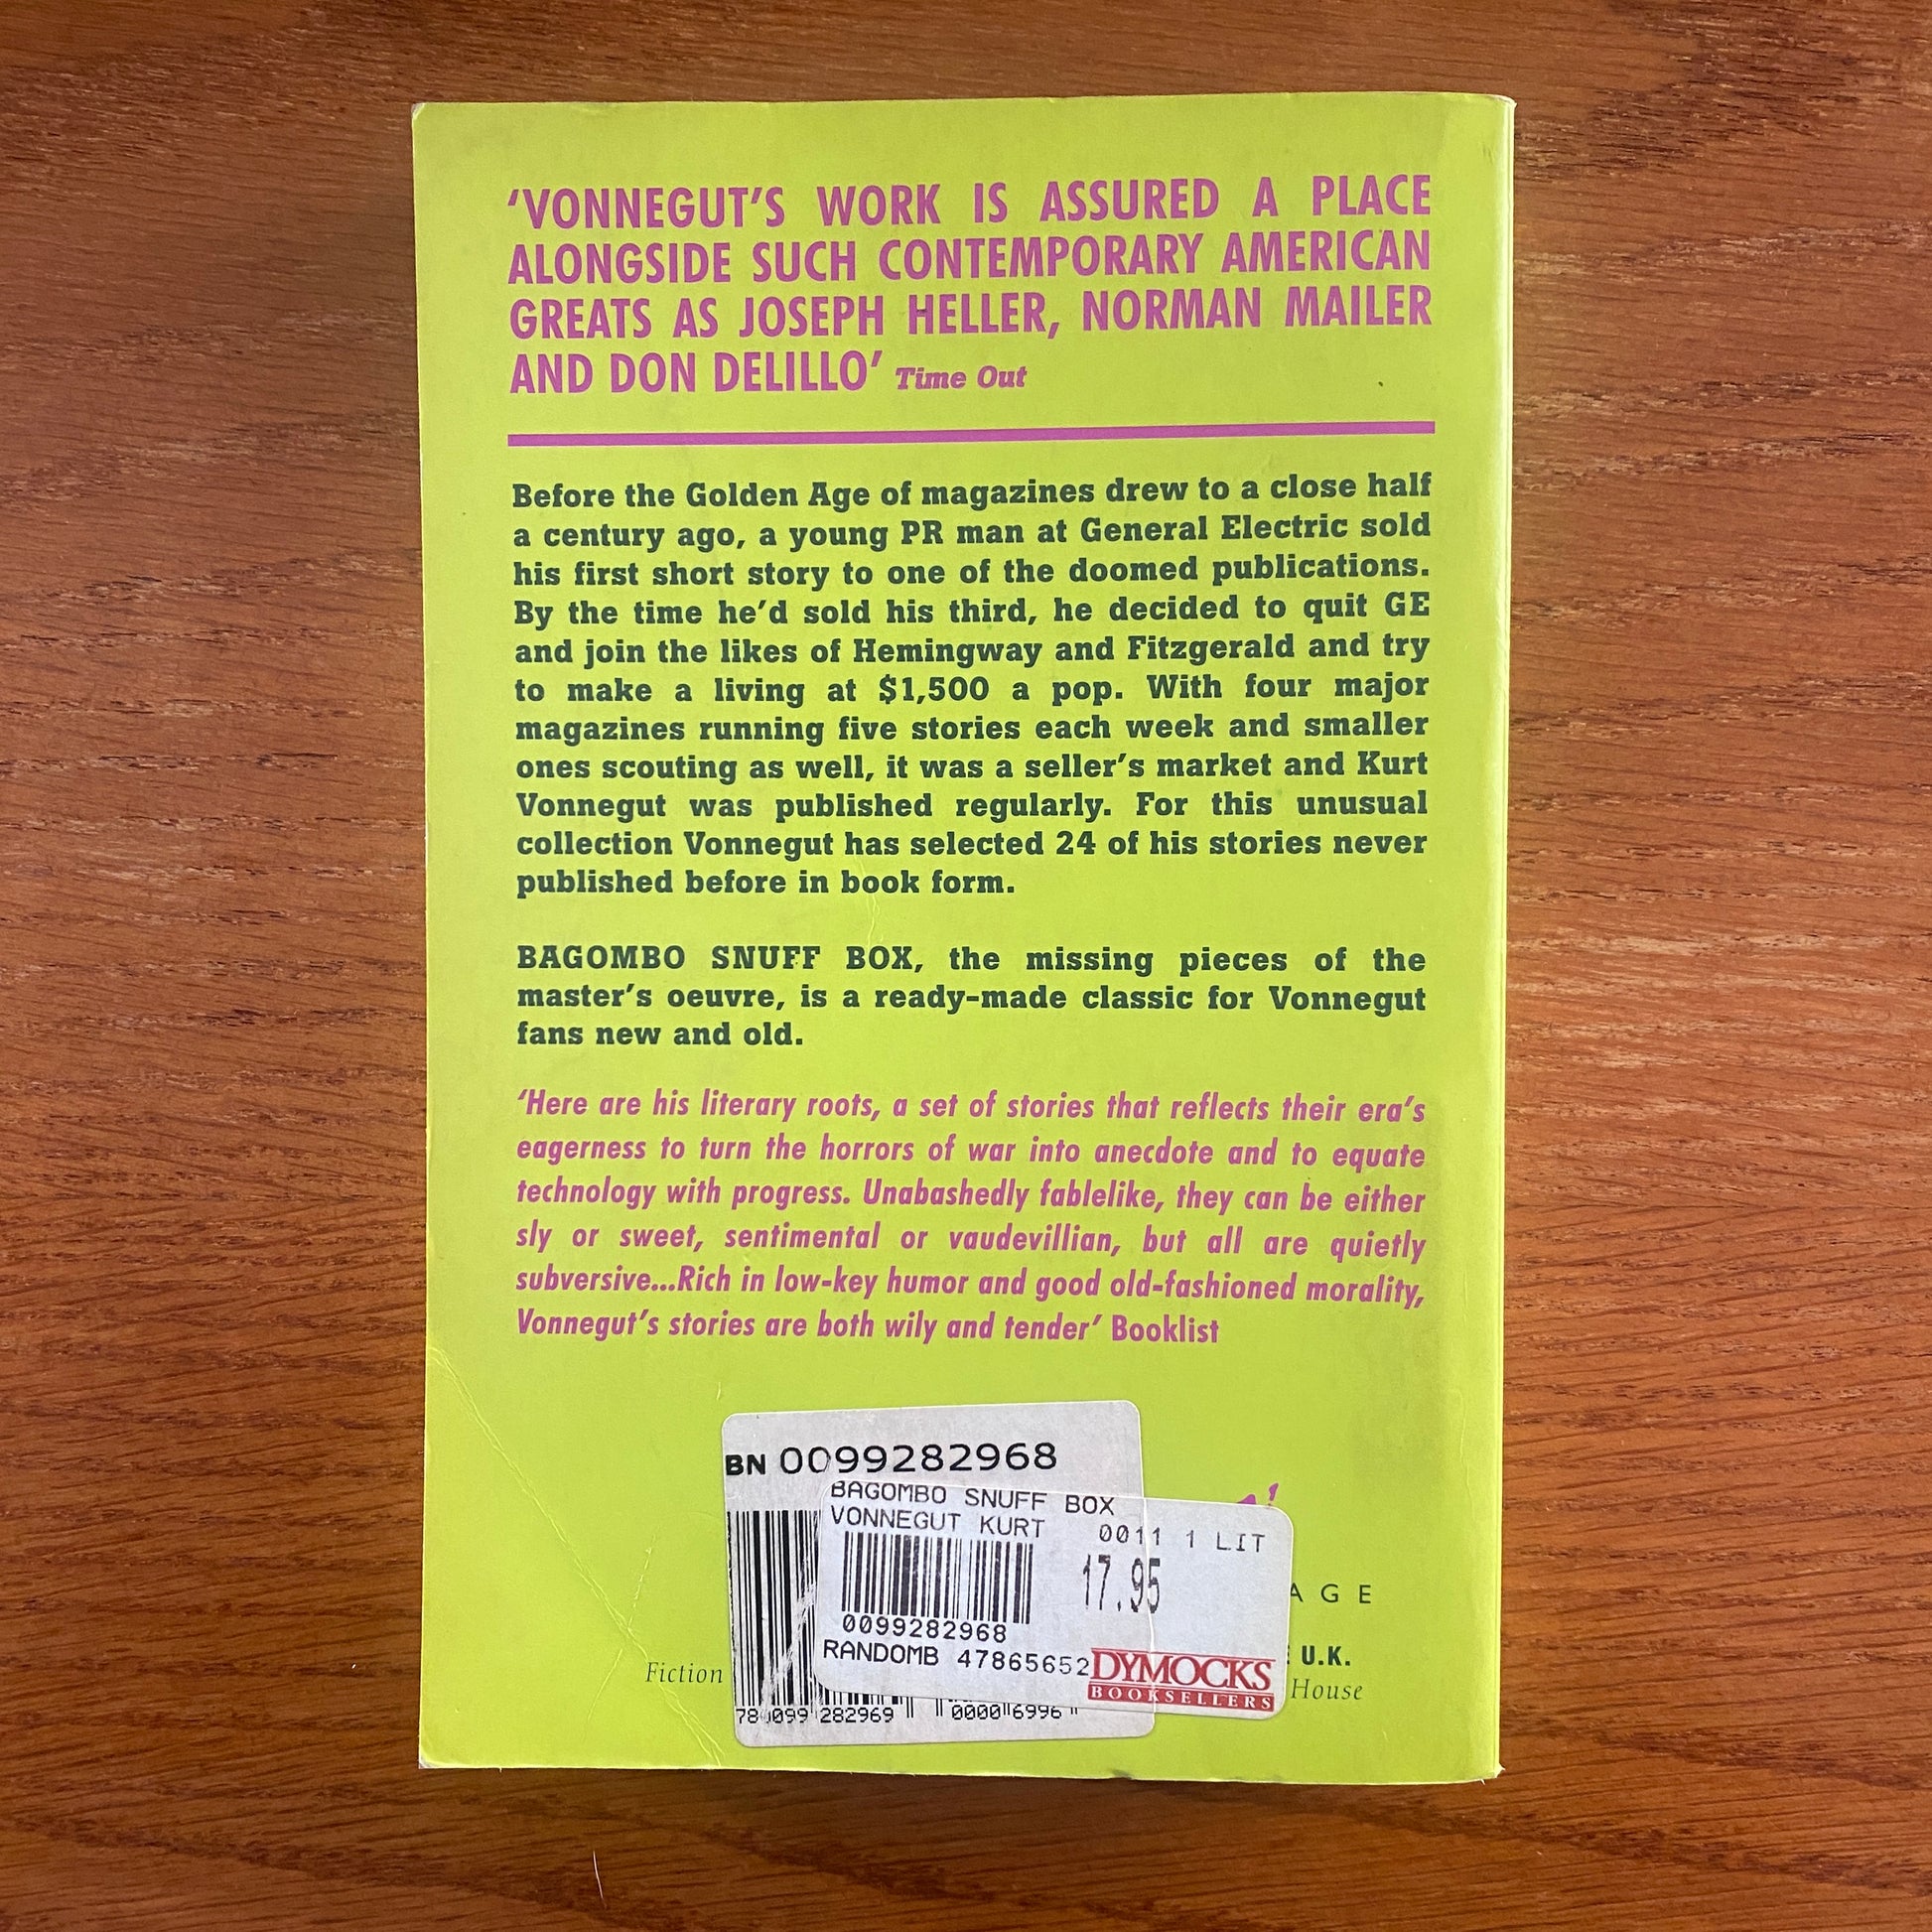 ‘VONNEGUT’S WORK IS ASSURED A PLACE
ALONGSIDE SUCH CONTEMPORARY AMERICAN
GREATS AS JOSEPH HELLER, NORMAN MAILER
AND DON DELILLO’ Time Out
Before the Golden Age of magazines drew to a close half
a century ago, a young PR man at General Electric sold
his first short story to one of the doomed publications.
By the time he’d sold his third, he decided to quit GE
and join the likes of Hemingway and Fitzgerald and try
to make a living at $1,500 a pop. With four major
magazines running five stories each week and smaller
ones scouting as well, it was a seller’s market and Kurt
Vonnegut was published regularly. For this unusual
collection Vonnegut has selected 24 of his stories never
published before in book form.
BAGOMBO SNUFF BOX, the missing pieces of the
master’s oeuvre, is a ready-made classic for Vonnegut
fans new and old.
‘Here are his literary roots, a set of stories that reflects their era’s
eagerness to turn the horrors of war into anecdote and to equate
technology with progress. Unabashedly fablelike, they can be either
sly or sweet, sentimental or vaudevillian, but all are quietly
subversive...Rich in low-key humor and good old-fashioned morality,
Vonnegut’s stories are both wily and tender’ Booklist
BN 0099282968
BAGOMBO SNUFF BOX
VONNEGUT KURT 0011 1 LIT
17.95
AGE
0099282968
RANDOMB 47865652
DYMOCKS
BOOKSELLERS
U.K.
Fiction
House
282969 00006996